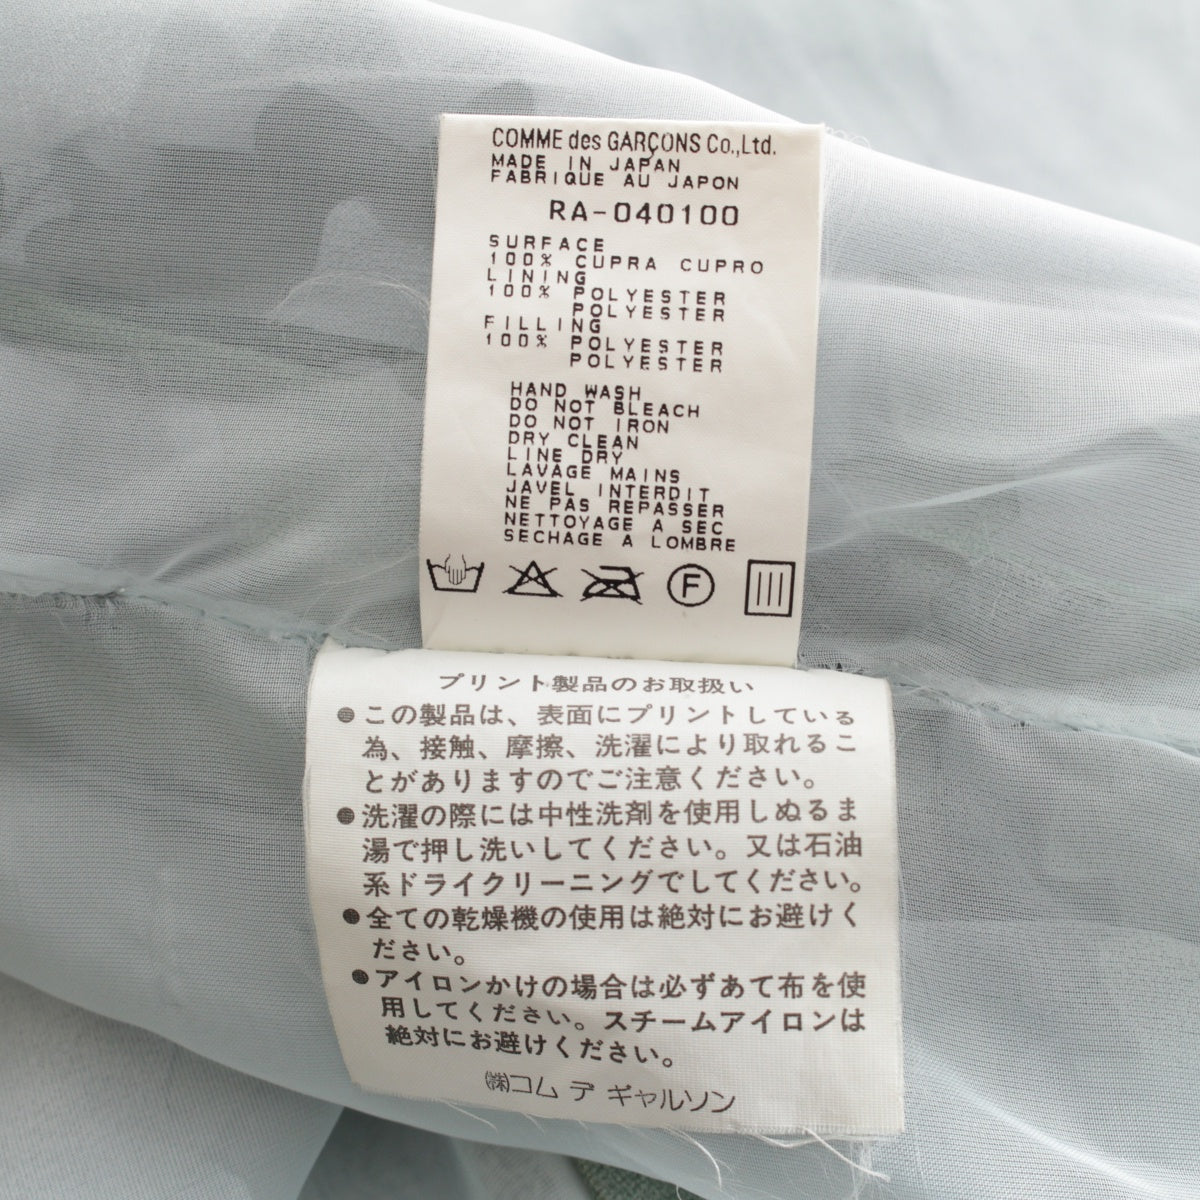 COMME des GARÇONS Co.,Ltd.
MADE IN JAPAN
FABRIQUE AU JAPON
RA-040100
SURFACE
100% CUPRA CUPRO
LINING
100% POLYESTER
POLYESTER
FILLING
100% POLYESTER
POLYESTER
HAND WASH
DO NOT BLEACH
DO NOT IRON
DRY CLEAN
LINE DRY
LAVAGE MAINS
JAVEL INTERDIT
NE PAS REPASSER
NETTOYAGE A SEC
SECHAGE A LOMBRE
F
プリント製品のお取扱い
●この製品は、表面にプリントしている
為、接触、摩擦、洗濯により取れるこ
とがありますのでご注意ください。
●洗濯の際には中性洗剤を使用しぬるま
湯で押し洗いしてください。又は石油
系ドライクリーニングでしてください。
●全ての乾燥機の使用は絶対にお避けく
ださい。
●アイロンかけの場合は必ずあて布を使
用してください。スチームアイロンは
絶対にお避けください。
㈱コム デ ギャルソン